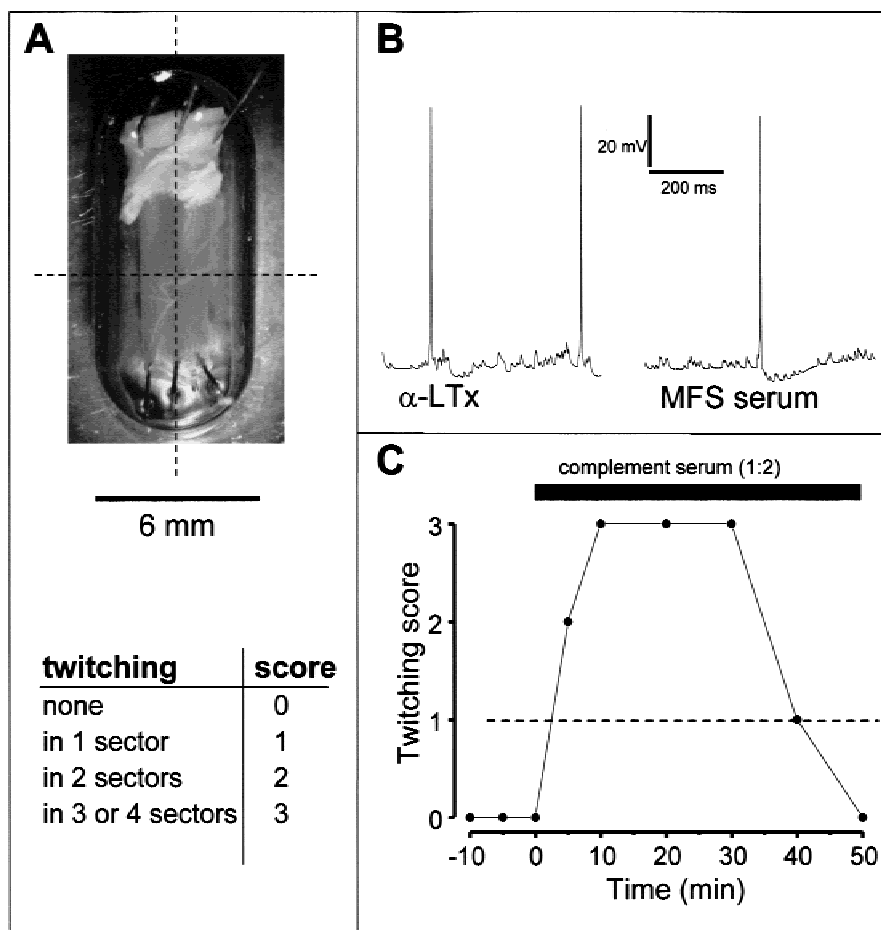 A
6 mm
twitching score
none 0
in 1 sector 1
in 2 sectors 2
in 3 or 4 sectors 3
B
20 mV
200 ms
α-LTx
MFS serum
C
complement serum (1:2)
Twitching score
3
2
1
0
-10 0 10 20 30 40 50
Time (min)